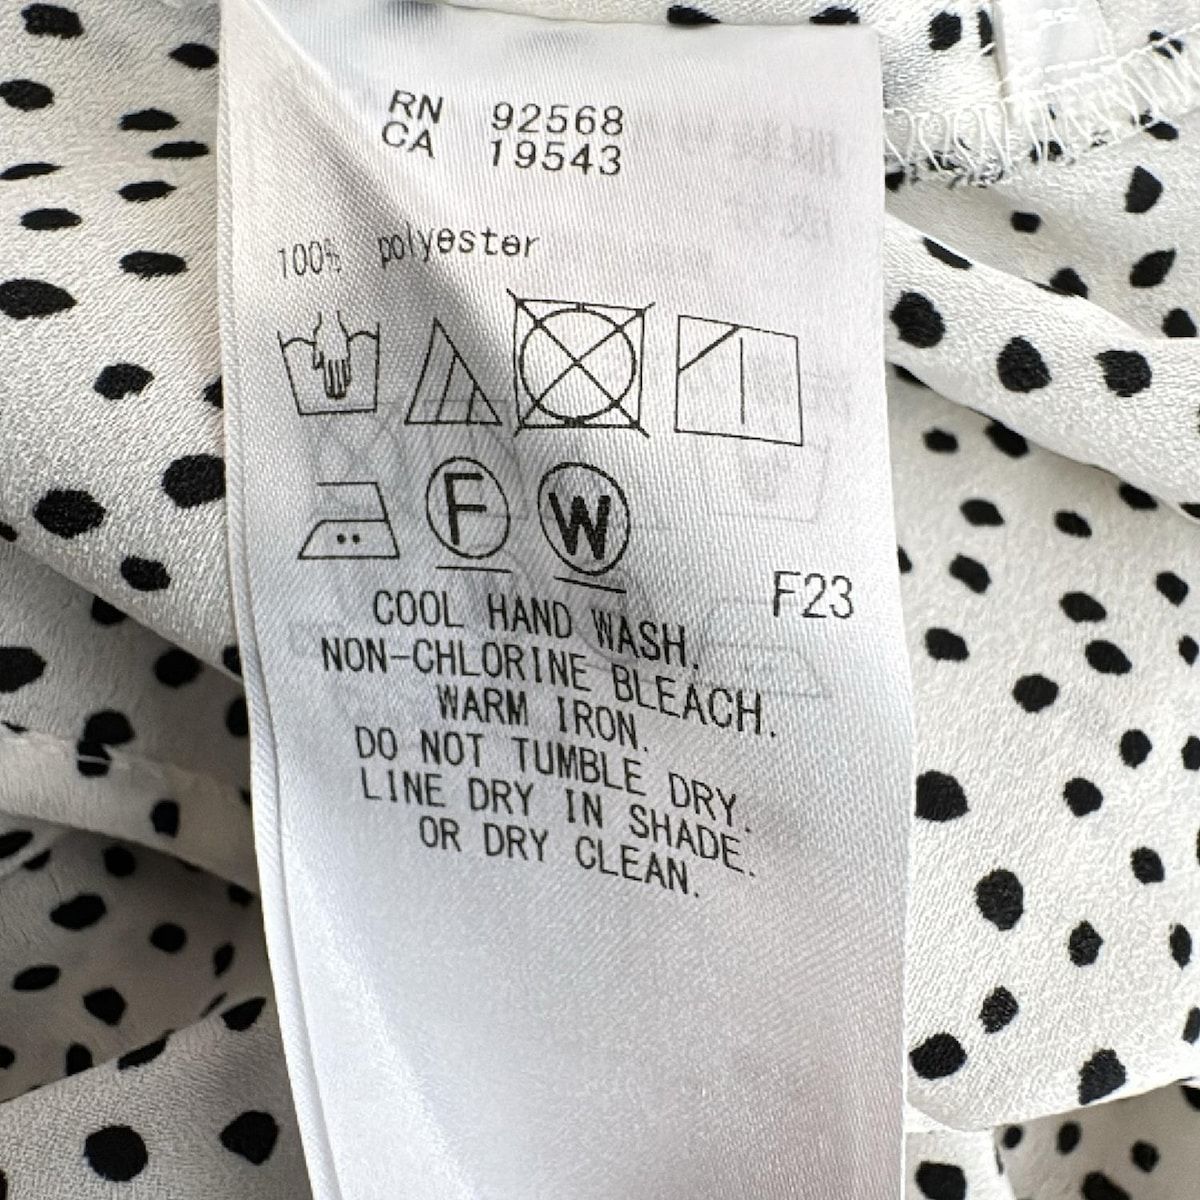 RN 92568
CA 19543
100% polyester
F W
F23
COOL HAND WASH.
NON-CHLORINE BLEACH.
WARM IRON.
DO NOT TUMBLE DRY.
LINE DRY IN SHADE.
OR DRY CLEAN.